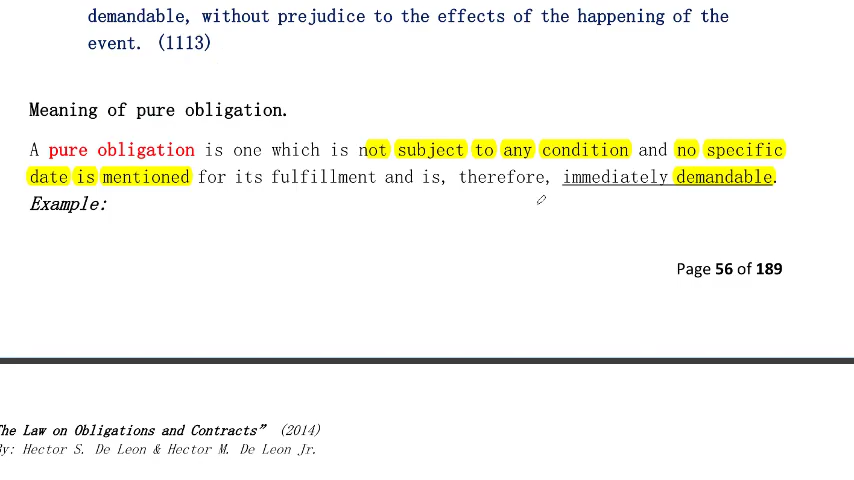 demandable, without prejudice to the effects of the happening of the
event. (1113)
Meaning of pure obligation.
A pure obligation is one which is not subject to any condition and no specific
date is mentioned for its fulfillment and is, therefore, immediately demandable.
Example:
Page 56 of 189
The Law on Obligations and Contracts” (2014)
By: Hector S. De Leon & Hector M. De Leon Jr.